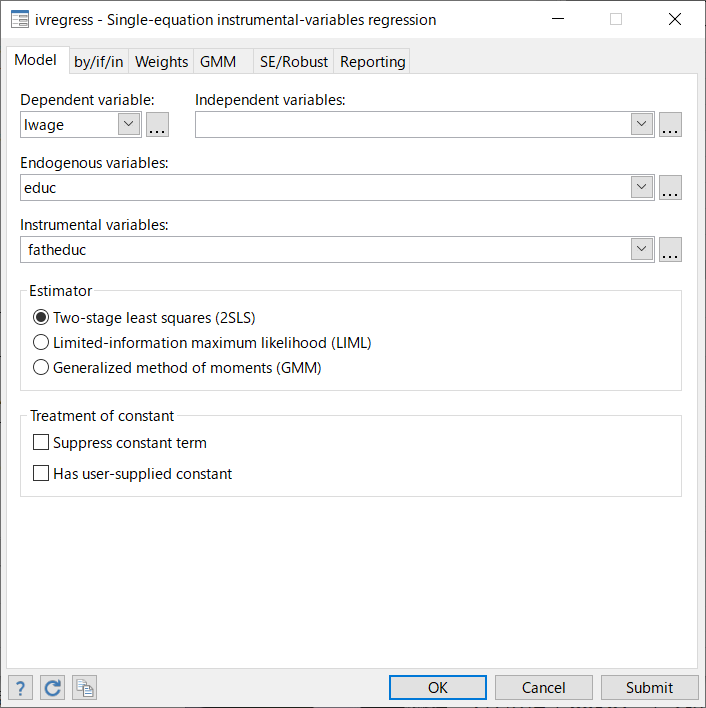 ivregress - Single-equation instrumental-variables regression
Model by/if/in Weights GMM SE/Robust Reporting
Dependent variable: Independent variables:
lwage ... ...
Endogenous variables:
educ ...
Instrumental variables:
fatheduc ...
Estimator
Two-stage least squares (2SLS)
Limited-information maximum likelihood (LIML)
Generalized method of moments (GMM)
Treatment of constant
Suppress constant term
Has user-supplied constant
? OK Cancel Submit